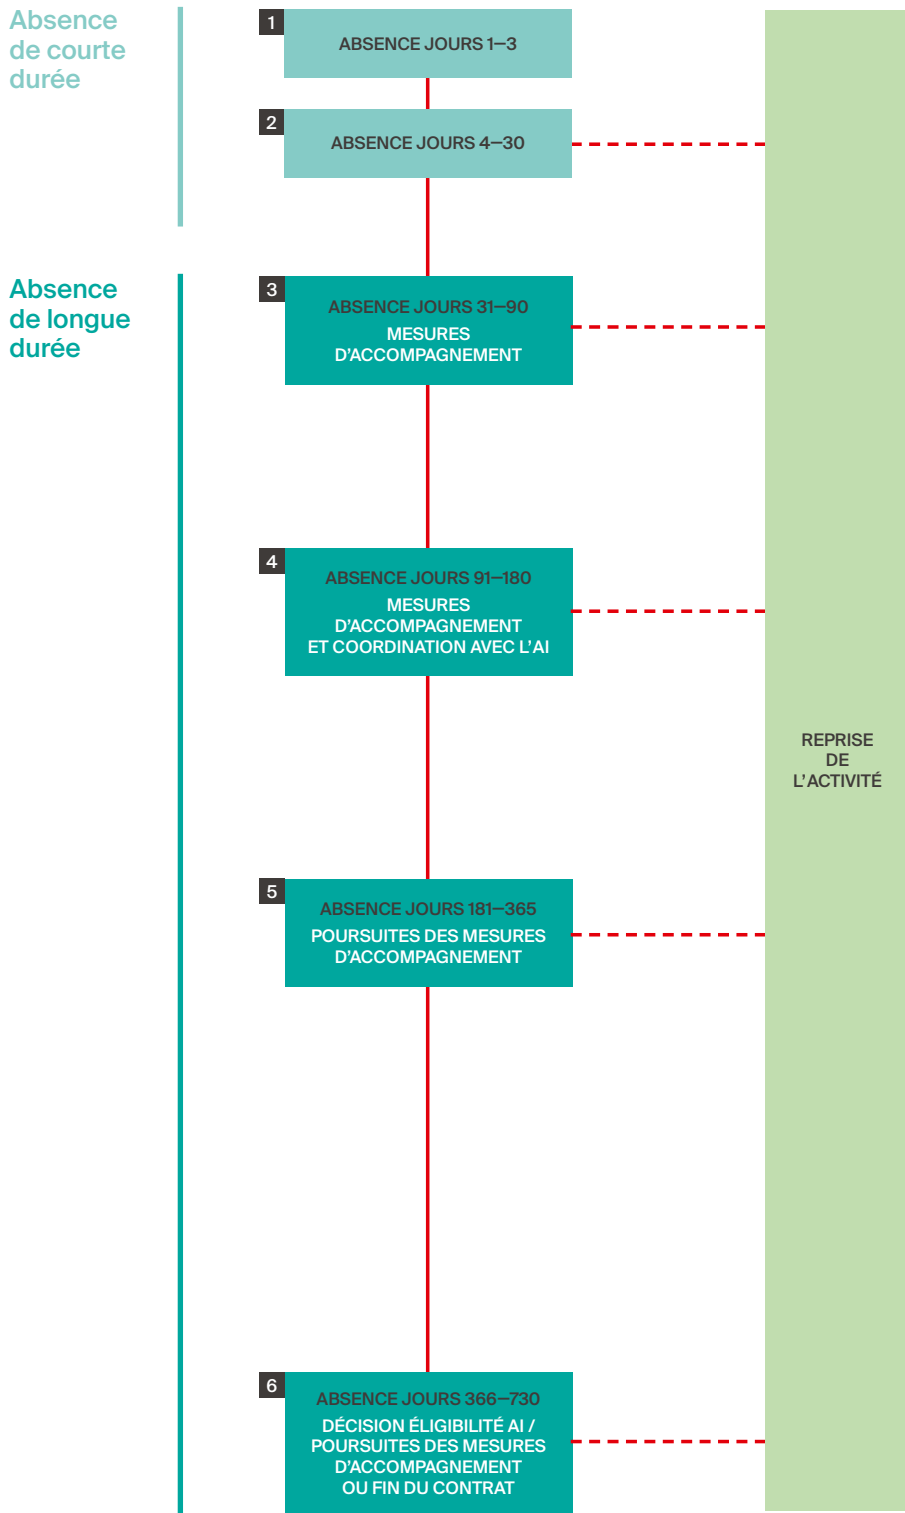 Absence
de courte
durée
1
ABSENCE JOURS 1—3
2
ABSENCE JOURS 4—30
Absence
de longue
durée
3
ABSENCE JOURS 31—90
MESURES
D'ACCOMPAGNEMENT
4
ABSENCE JOURS 91—180
MESURES
D'ACCOMPAGNEMENT
ET COORDINATION AVEC L'AI
REPRISE
DE
L'ACTIVITÉ
5
ABSENCE JOURS 181—365
POURSUITES DES MESURES
D'ACCOMPAGNEMENT
6
ABSENCE JOURS 366—730
DÉCISION ÉLIGIBILITÉ AI /
POURSUITES DES MESURES
D'ACCOMPAGNEMENT
OU FIN DU CONTRAT